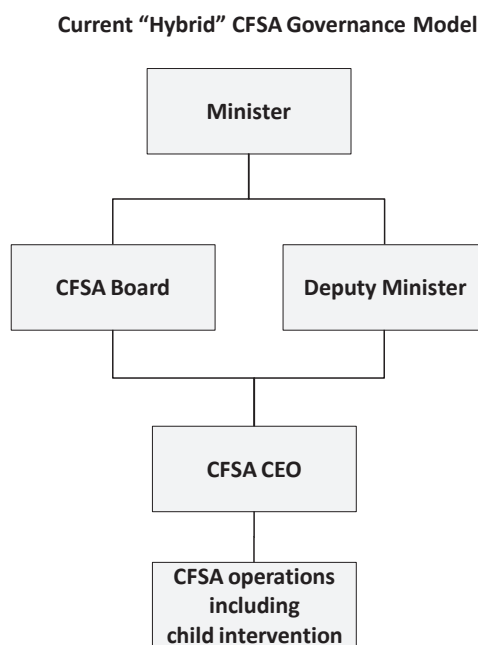 Current “Hybrid” CFSA Governance Model
Minister
CFSA Board
Deputy Minister
CFSA CEO
CFSA operations
including
child intervention